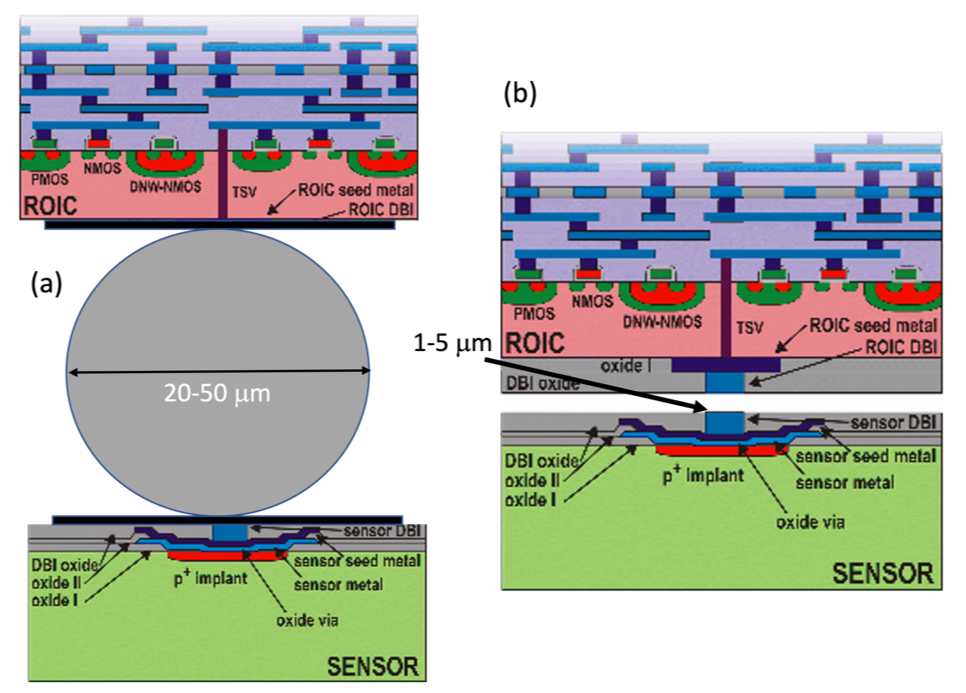 PMOS
NMOS
DNW-NMOS
TSV
ROIC seed metal
ROIC DBI
ROIC
(a)
20-50 μm
sensor DBI
DBI oxide
oxide II
oxide I
p+ implant
sensor seed metal
sensor metal
oxide via
SENSOR
(b)
PMOS
NMOS
DNW-NMOS
TSV
ROIC seed metal
ROIC DBI
ROIC
1-5 μm
oxide I
DBI oxide
sensor DBI
DBI oxide
oxide II
oxide I
p+ implant
sensor seed metal
sensor metal
oxide via
SENSOR